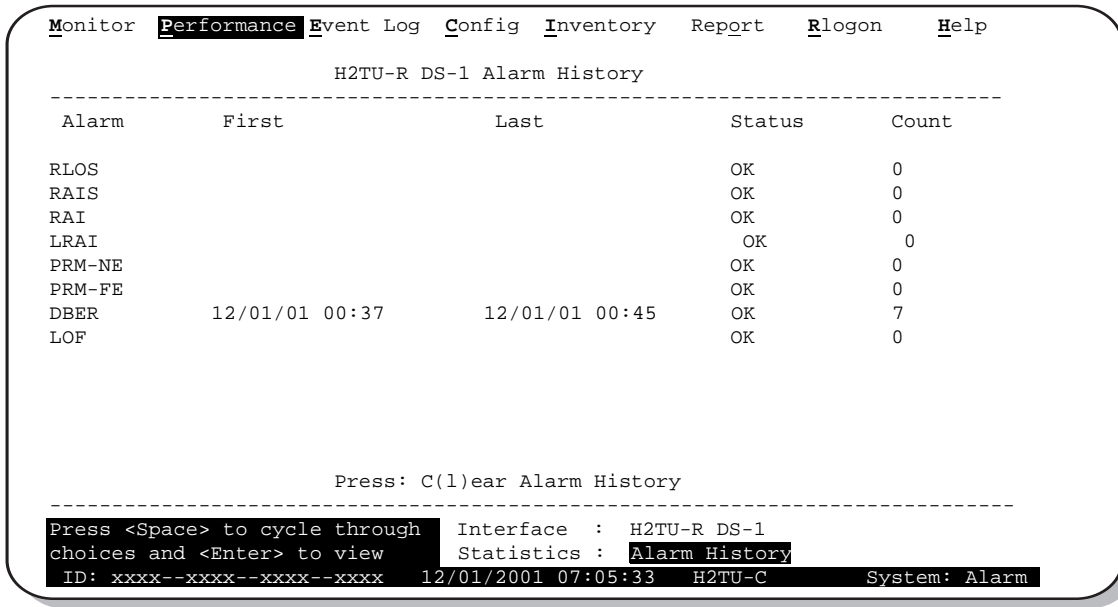 Monitor Performance Event Log Config Inventory Report Rlogon Help
H2TU-R DS-1 Alarm History
--------------------------------------------------------------------------------
Alarm First Last Status Count
RLOS OK 0
RAIS OK 0
RAI OK 0
LRAI OK 0
PRM-NE OK 0
PRM-FE OK 0
DBER 12/01/01 00:37 12/01/01 00:45 OK 7
LOF OK 0
Press: C(l)ear Alarm History
--------------------------------------------------------------------------------
Press <Space> to cycle through Interface : H2TU-R DS-1
choices and <Enter> to view Statistics : Alarm History
ID: xxxx--xxxx--xxxx--xxxx 12/01/2001 07:05:33 H2TU-C System: Alarm